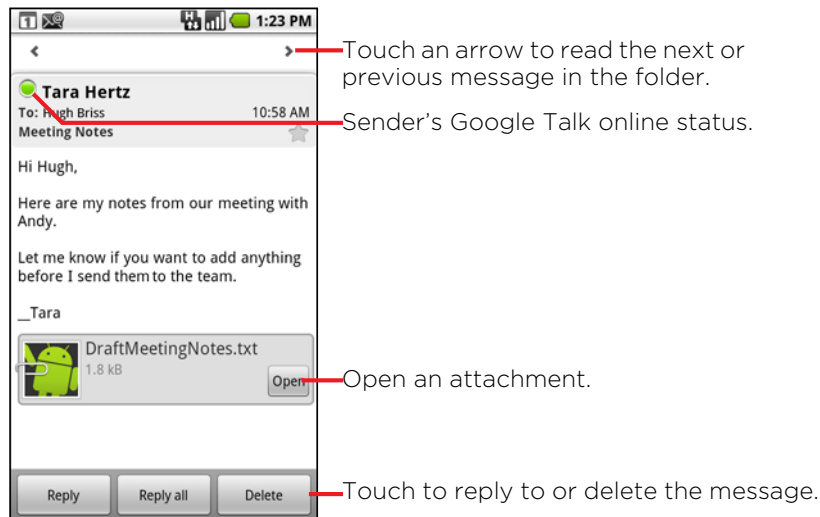 1 1:23 PM
Touch an arrow to read the next or
previous message in the folder.
Tara Hertz
To: Hugh Briss 10:58 AM
Sender's Google Talk online status.
Meeting Notes
Hi Hugh,
Here are my notes from our meeting with
Andy.
Let me know if you want to add anything
before I send them to the team.
__Tara
DraftMeetingNotes.txt
1.8 kB
Open
Open an attachment.
Reply Reply all Delete
Touch to reply to or delete the message.